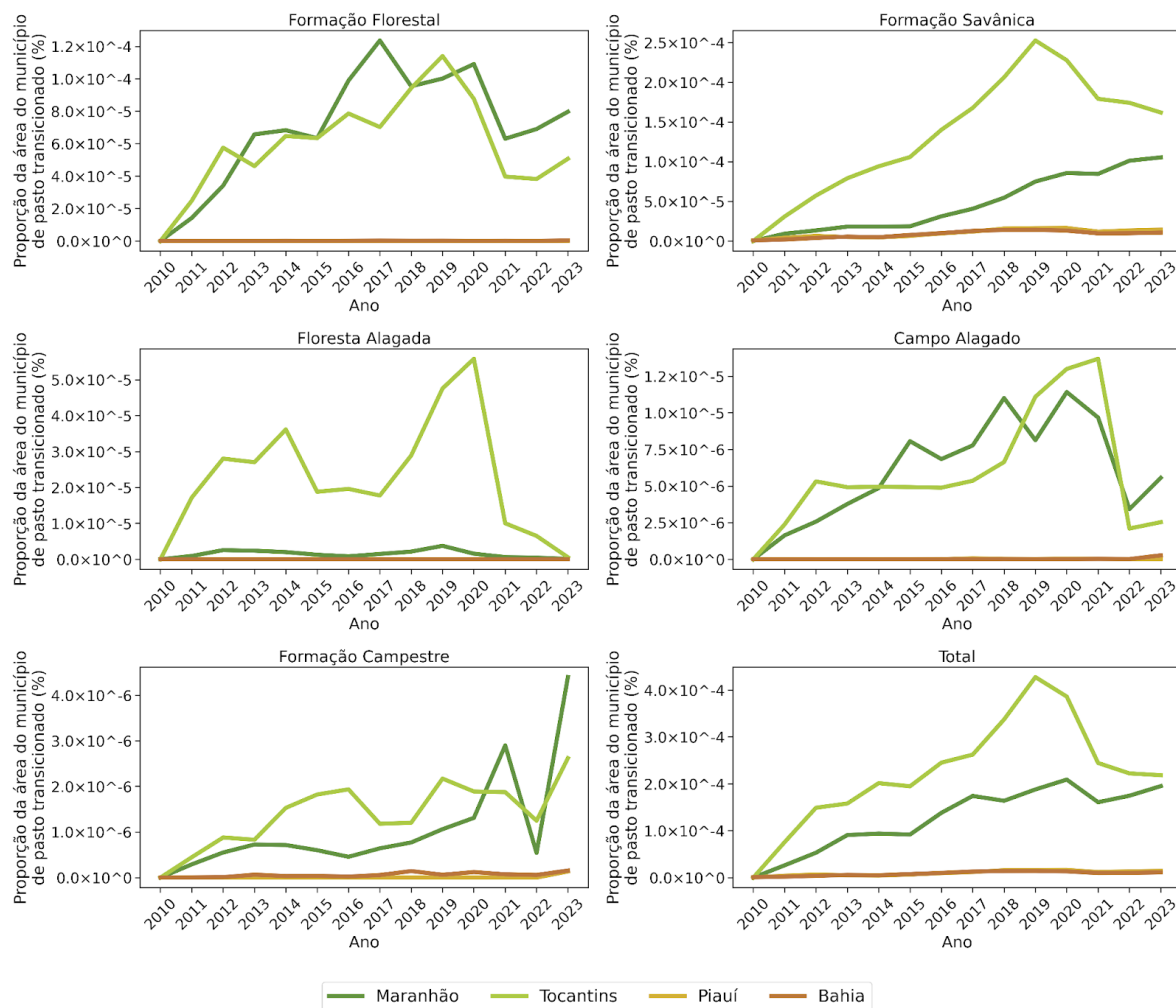 Formação Florestal
Proporção da área do município
de pasto transicionado (%)
1.2×10^-4
1.0×10^-4
8.0×10^-5
6.0×10^-5
4.0×10^-5
2.0×10^-5
0.0×10^0
2010 2011 2012 2013 2014 2015 2016 2017 2018 2019 2020 2021 2022 2023
Ano
Formação Savânica
Proporção da área do município
de pasto transicionado (%)
2.5×10^-4
2.0×10^-4
1.5×10^-4
1.0×10^-4
5.0×10^-5
0.0×10^0
2010 2011 2012 2013 2014 2015 2016 2017 2018 2019 2020 2021 2022 2023
Ano
Floresta Alagada
Proporção da área do município
de pasto transicionado (%)
5.0×10^-5
4.0×10^-5
3.0×10^-5
2.0×10^-5
1.0×10^-5
0.0×10^0
2010 2011 2012 2013 2014 2015 2016 2017 2018 2019 2020 2021 2022 2023
Ano
Campo Alagado
Proporção da área do município
de pasto transicionado (%)
1.2×10^-5
1.0×10^-5
7.5×10^-6
5.0×10^-6
2.5×10^-6
0.0×10^0
2010 2011 2012 2013 2014 2015 2016 2017 2018 2019 2020 2021 2022 2023
Ano
Formação Campestre
Proporção da área do município
de pasto transicionado (%)
4.0×10^-6
3.0×10^-6
2.0×10^-6
1.0×10^-6
0.0×10^0
2010 2011 2012 2013 2014 2015 2016 2017 2018 2019 2020 2021 2022 2023
Ano
Total
Proporção da área do município
de pasto transicionado (%)
4.0×10^-4
3.0×10^-4
2.0×10^-4
1.0×10^-4
0.0×10^0
2010 2011 2012 2013 2014 2015 2016 2017 2018 2019 2020 2021 2022 2023
Ano
Maranhão Tocantins Piauí Bahia